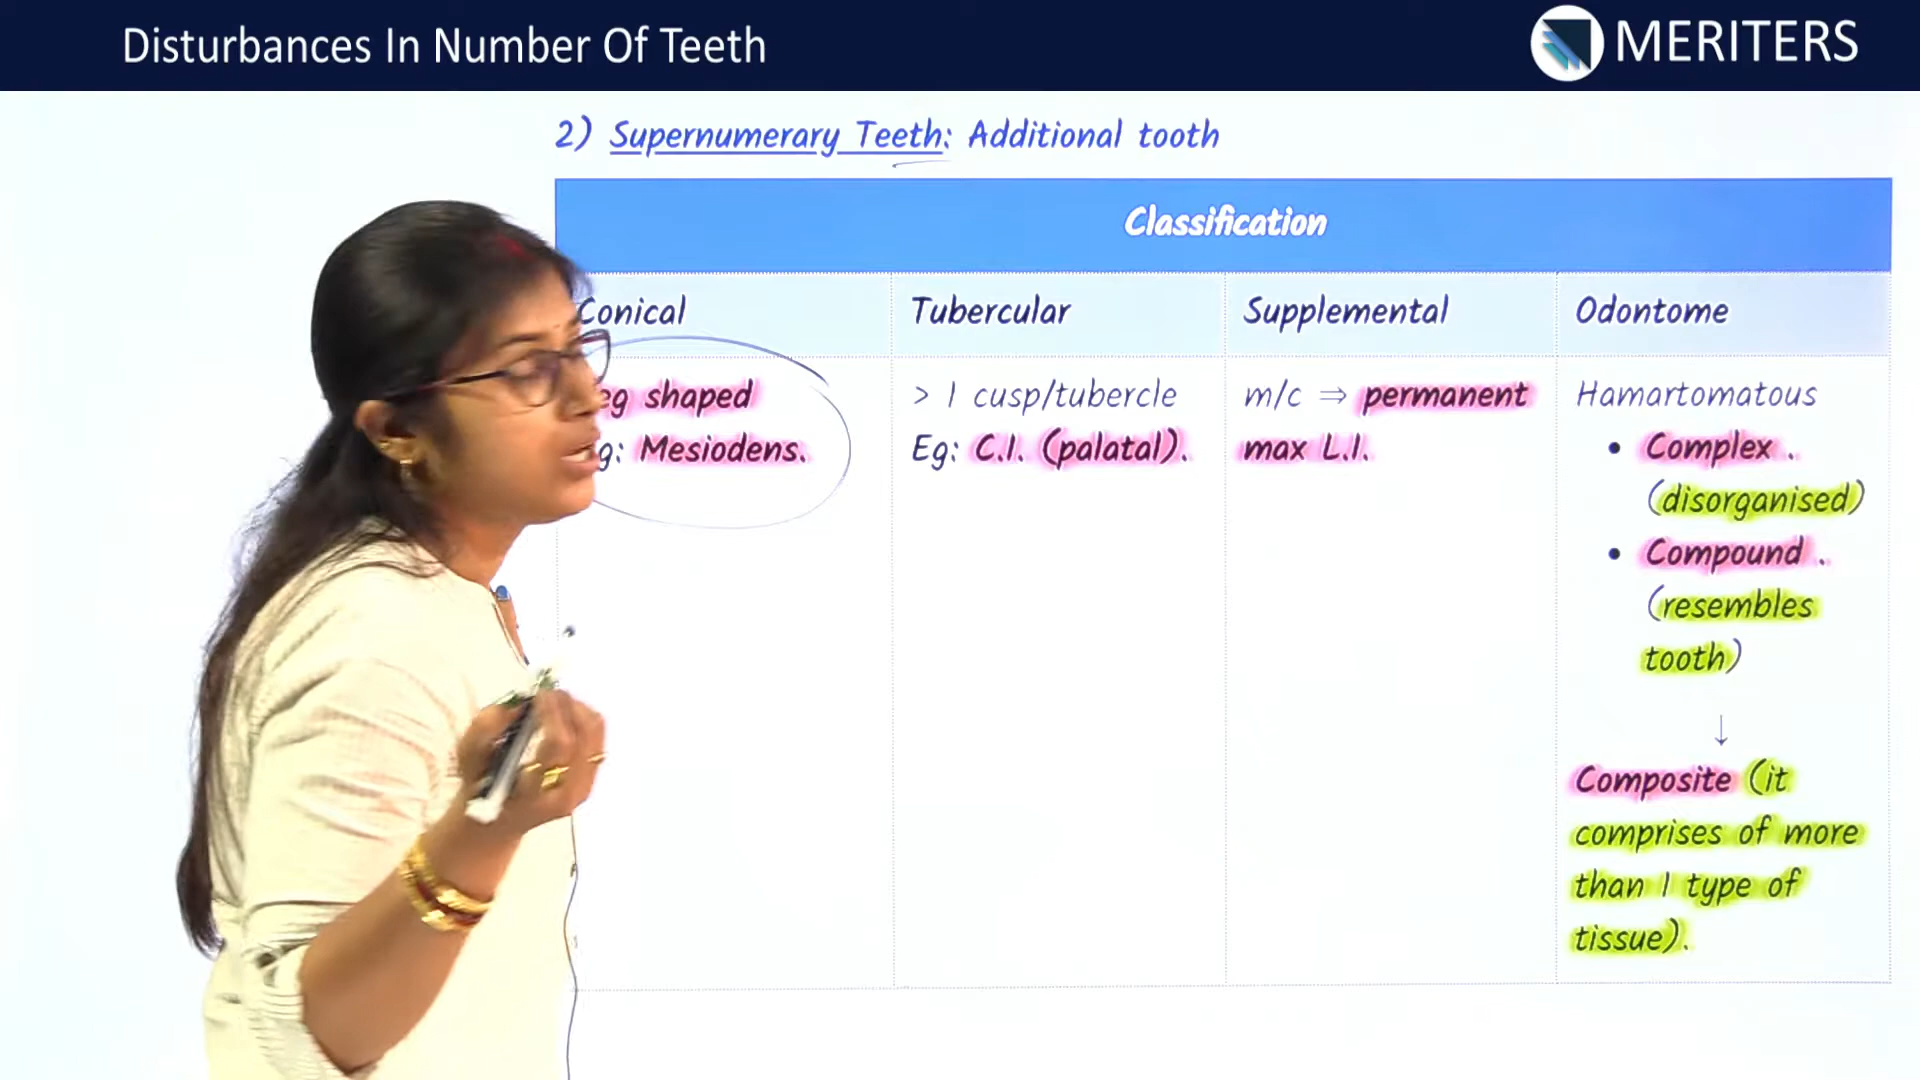 Disturbances In Number Of Teeth
MERITERS
2) Supernumerary Teeth: Additional tooth
Classification
Conical
Tubercular
Supplemental
Odontome
eg shaped
g: Mesiodens.
> 1 cusp/tubercle
Eg: C.I. (palatal).
m/c ⇒ permanent
max L.I.
Hamartomatous
• Complex .
(disorganised)
• Compound .
(resembles
tooth)
↓
Composite (it
comprises of more
than 1 type of
tissue).